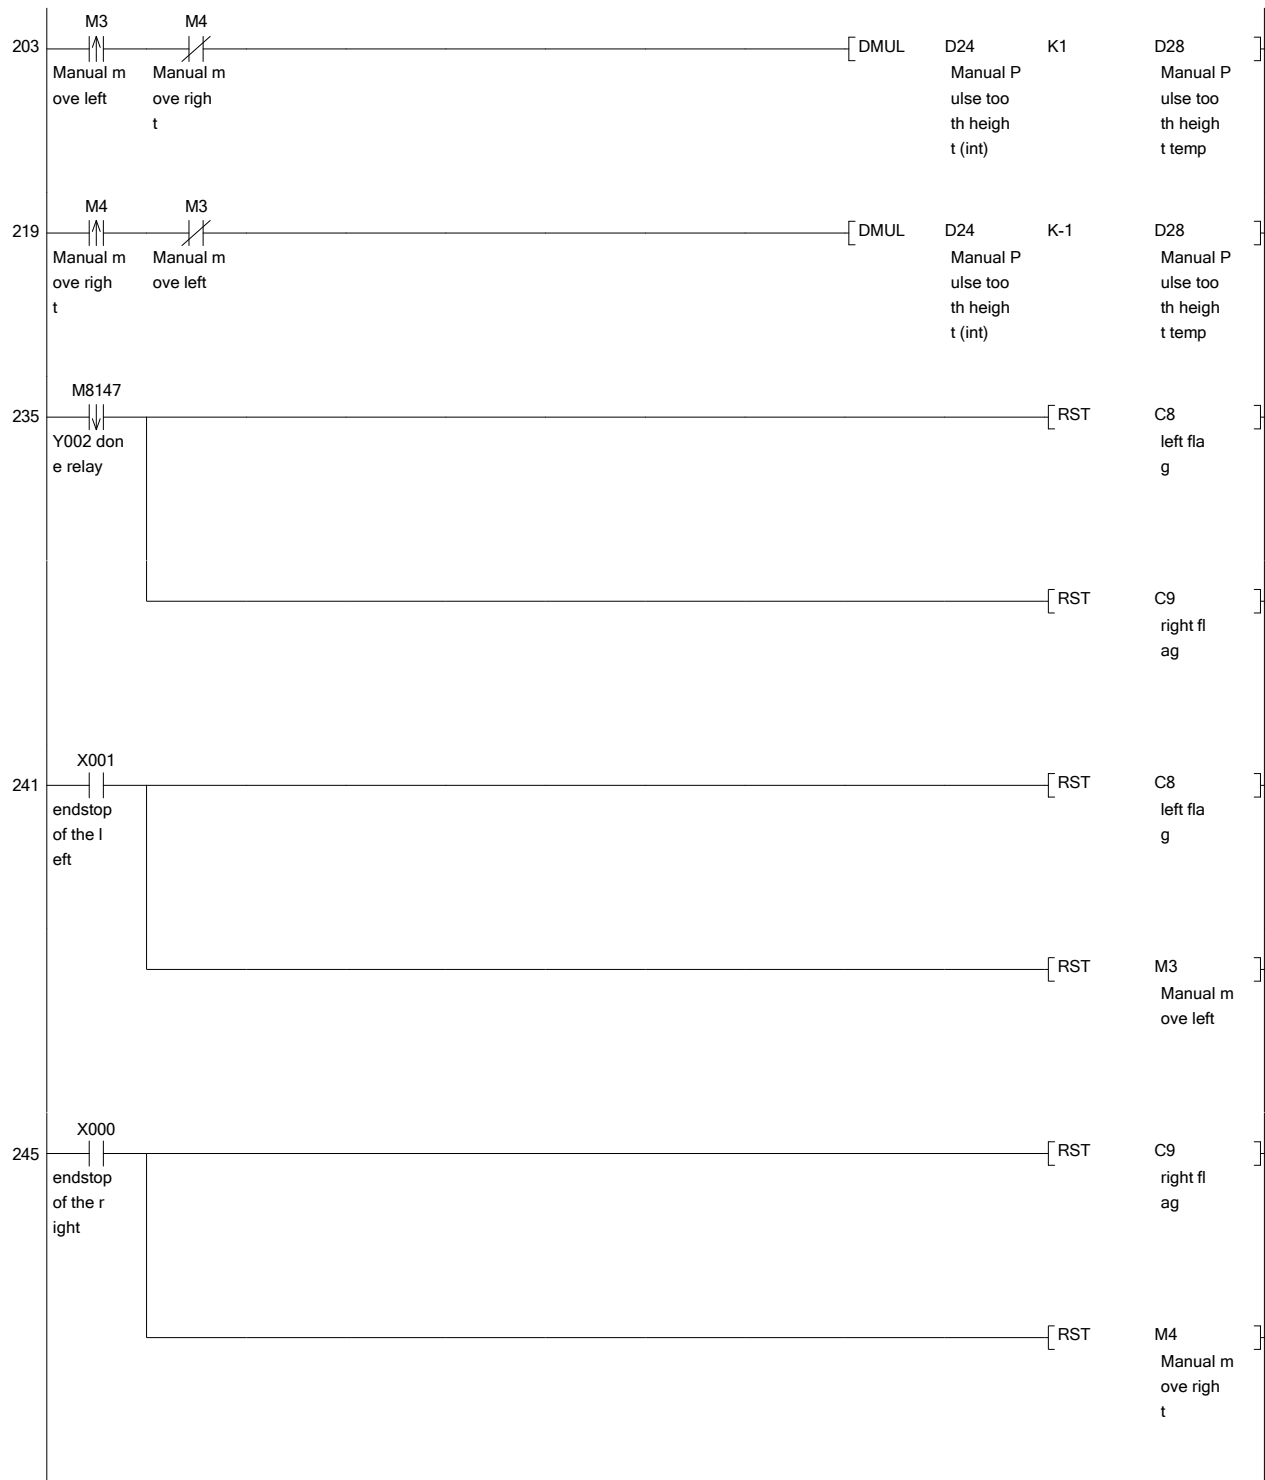 M3 M4
203 DMUL D24 K1 D28
Manual m Manual m Manual P Manual P
ove left ove righ ulse too ulse too
t th heigh th heigh
t (int) t temp
M4 M3
219 DMUL D24 K-1 D28
Manual m Manual m Manual P Manual P
ove righ ove left ulse too ulse too
t th heigh th heigh
t (int) t temp
M8147
235 RST C8
Y002 don left fla
e relay g
RST C9
right fl
ag
X001
241 RST C8
endstop left fla
of the l g
eft
RST M3
Manual m
ove left
X000
245 RST C9
endstop right fl
of the r ag
ight
RST M4
Manual m
ove righ
t